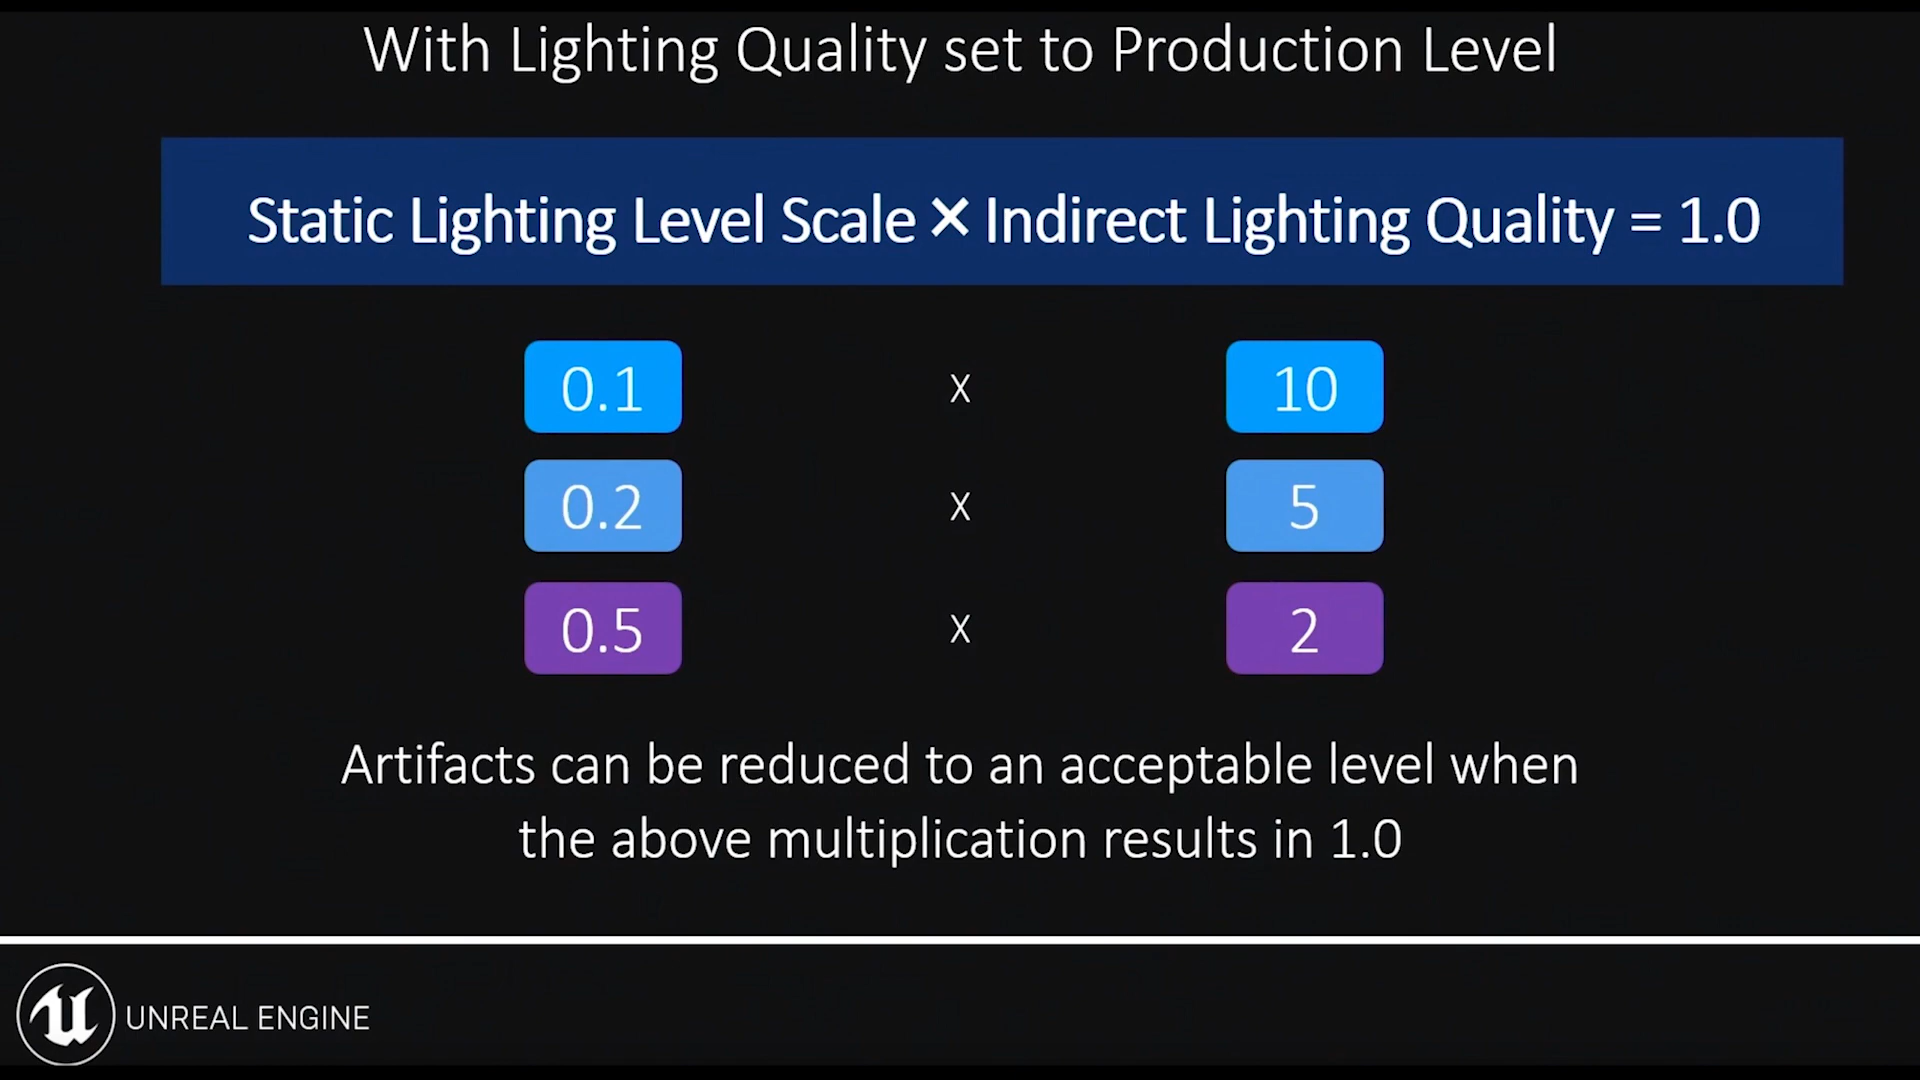 With Lighting Quality set to Production Level
Static Lighting Level Scale × Indirect Lighting Quality = 1.0
0.1 x 10
0.2 x 5
0.5 x 2
Artifacts can be reduced to an acceptable level when
the above multiplication results in 1.0
UNREAL ENGINE